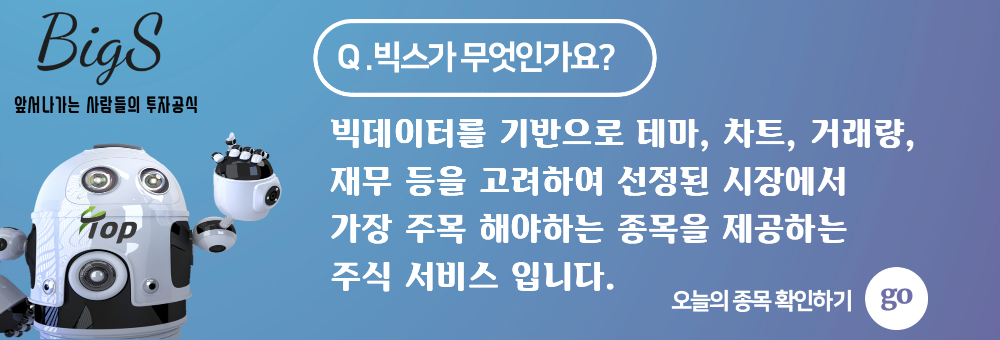 BigS
앞서나가는 사람들의 투자공식
Top
Q.빅스가 무엇인가요?
빅데이터를 기반으로 테마, 차트, 거래량,
재무 등을 고려하여 선정된 시장에서
가장 주목 해야하는 종목을 제공하는
주식 서비스 입니다.
오늘의 종목 확인하기 go